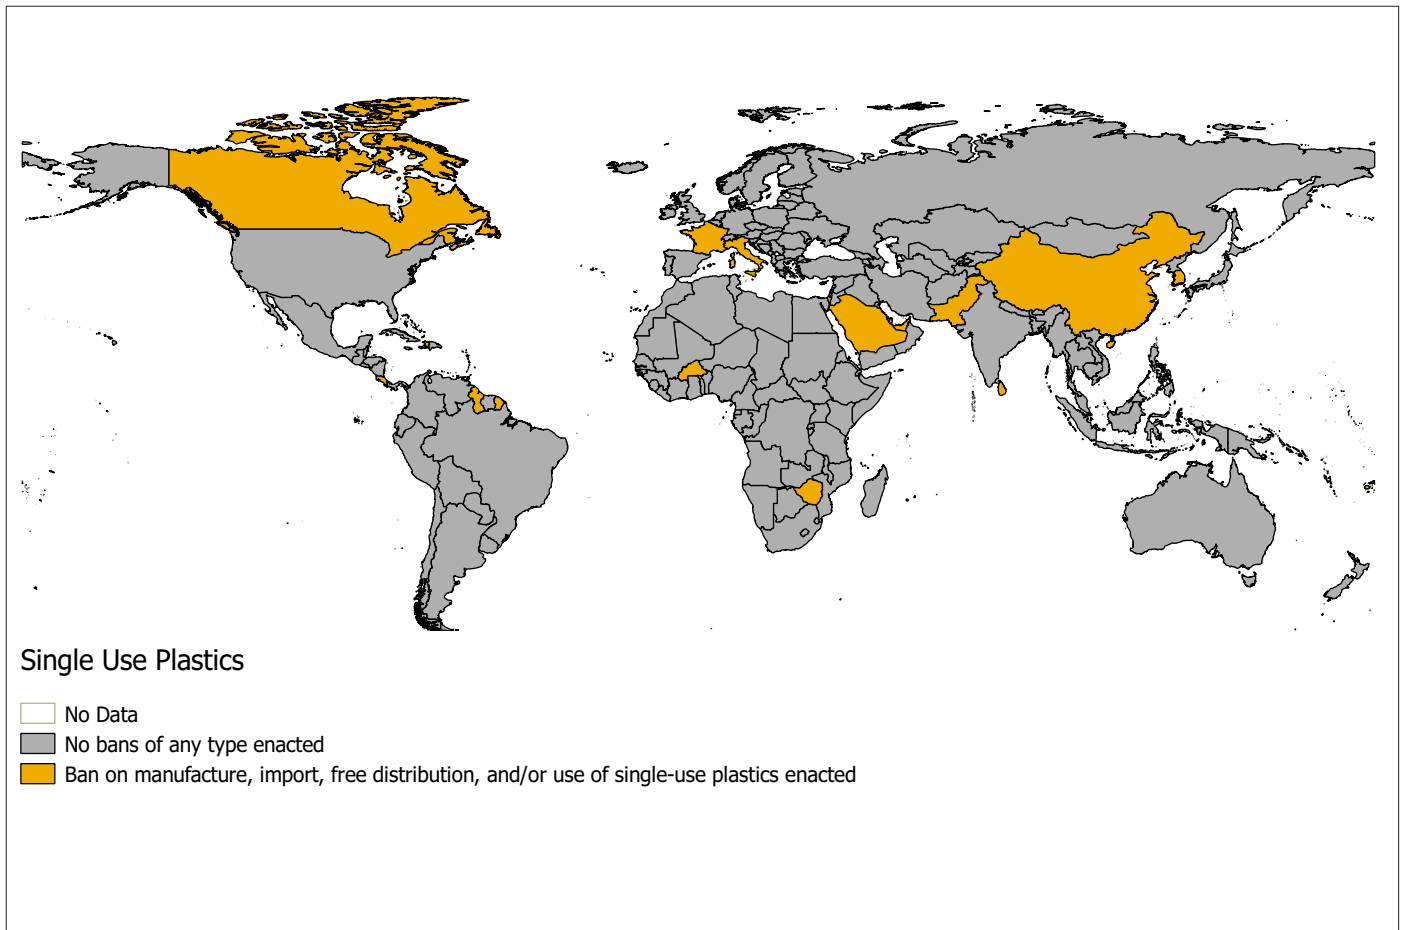 Single Use Plastics
No Data
No bans of any type enacted
Ban on manufacture, import, free distribution, and/or use of single-use plastics enacted